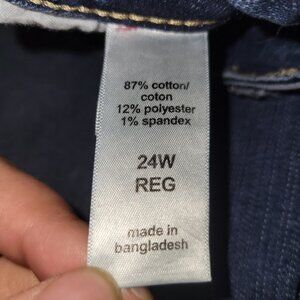 87% cotton/
coton
12% polyester
1% spandex
24W
REG
made in
bangladesh